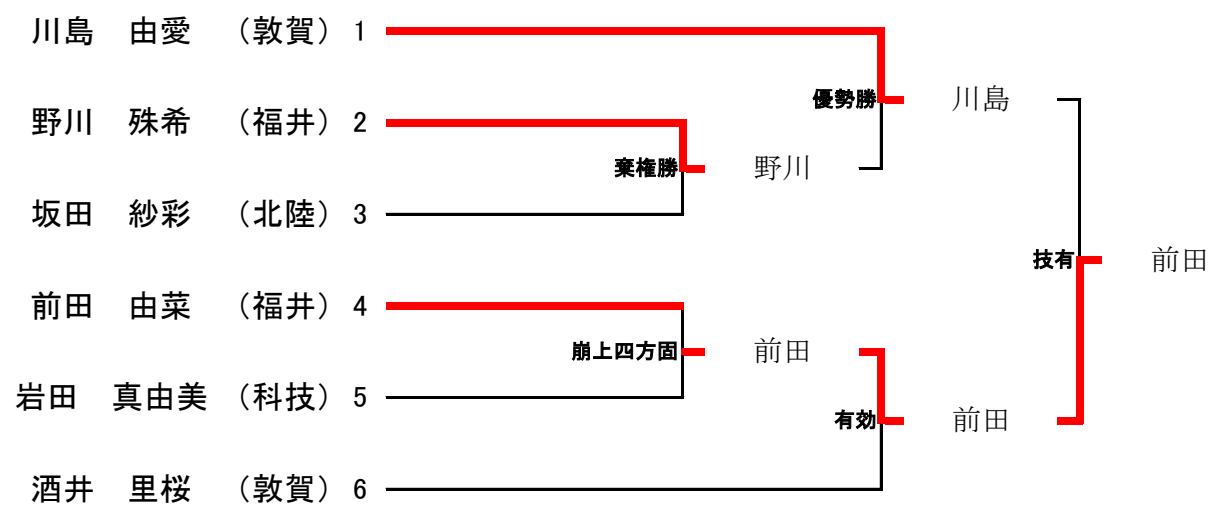 川島　由愛　（敦賀） 1
優勢勝　川島
野川　殊希　（福井） 2
棄権勝　野川
坂田　紗彩　（北陸） 3
技有　前田
前田　由菜　（福井） 4
崩上四方固　前田
岩田　真由美　（科技） 5
有効　前田
酒井　里桜　（敦賀） 6